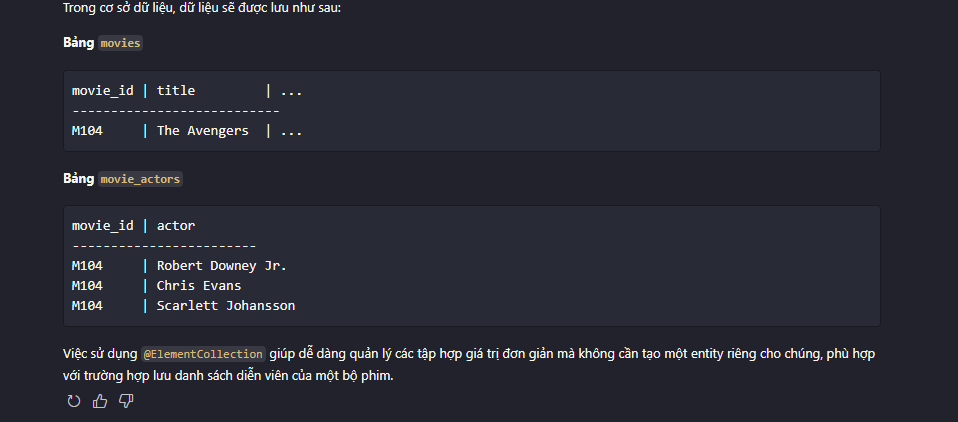 Trong cơ sở dữ liệu, dữ liệu sẽ được lưu như sau:
Bảng movies
movie_id | title         | ...
---------------------------
M104     | The Avengers  | ...
Bảng movie_actors
movie_id | actor
------------------------
M104     | Robert Downey Jr.
M104     | Chris Evans
M104     | Scarlett Johansson
Việc sử dụng @ElementCollection giúp dễ dàng quản lý các tập hợp giá trị đơn giản mà không cần tạo một entity riêng cho chúng, phù hợp
với trường hợp lưu danh sách diễn viên của một bộ phim.